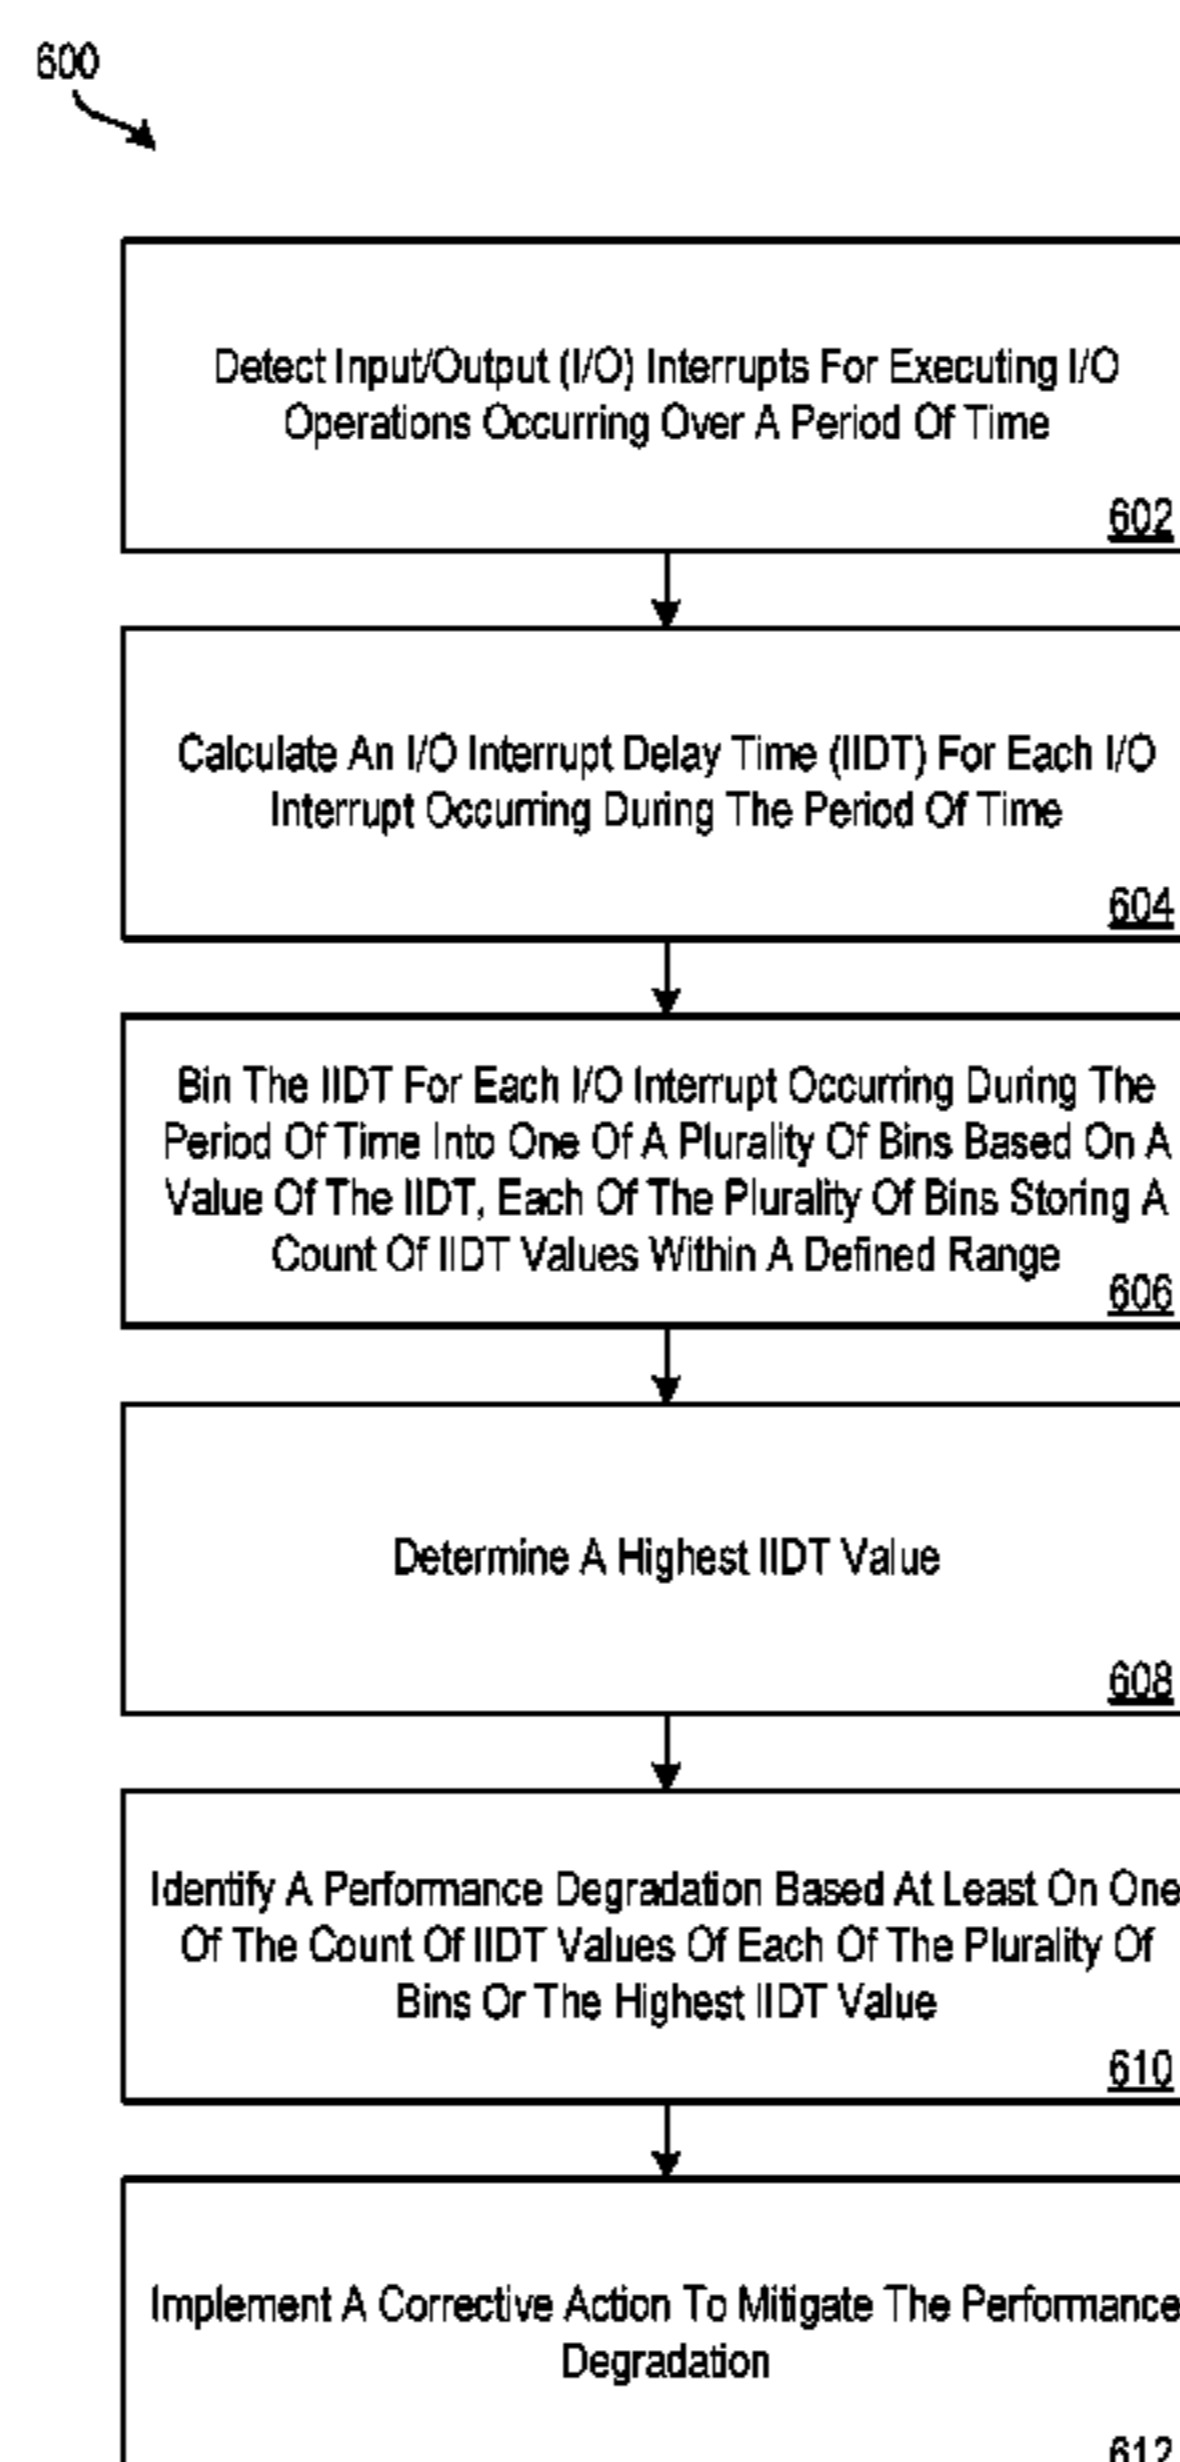 600
Detect Input/Output (I/O) Interrupts For Executing I/O
Operations Occurring Over A Period Of Time
602
Calculate An I/O Interrupt Delay Time (IIDT) For Each I/O
Interrupt Occurring During The Period Of Time
604
Bin The IIDT For Each I/O Interrupt Occurring During The
Period Of Time Into One Of A Plurality Of Bins Based On A
Value Of The IIDT, Each Of The Plurality Of Bins Storing A
Count Of IIDT Values Within A Defined Range
606
Determine A Highest IIDT Value
608
Identify A Performance Degradation Based At Least On One
Of The Count Of IIDT Values Of Each Of The Plurality Of
Bins Or The Highest IIDT Value
610
Implement A Corrective Action To Mitigate The Performance
Degradation
612